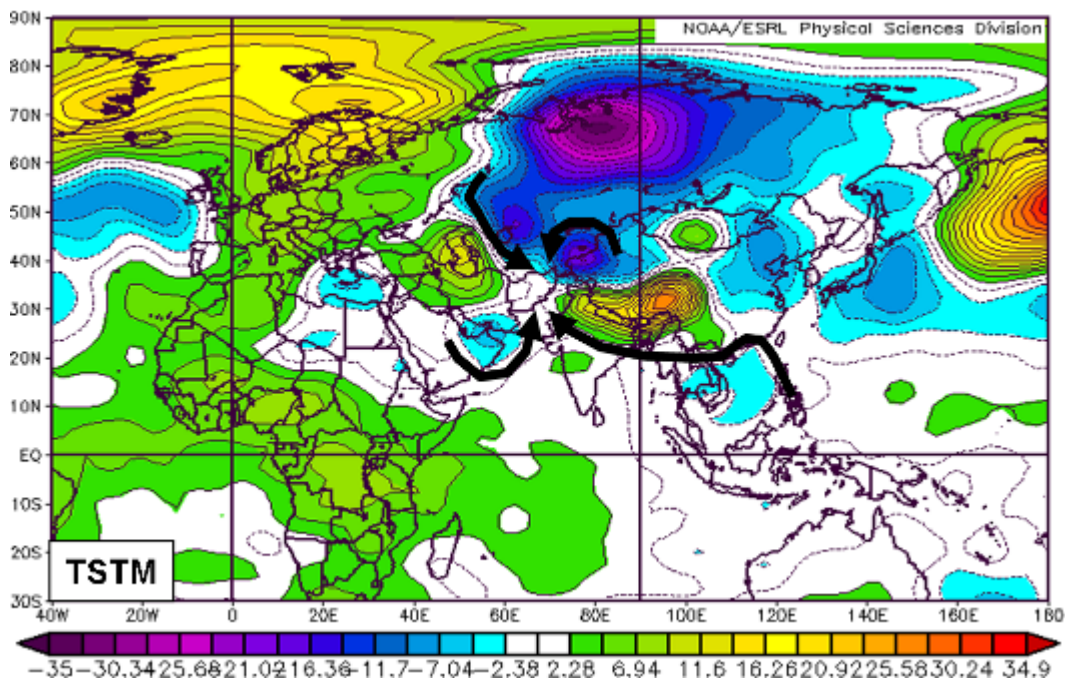 NOAA/ESRL Physical Sciences Division
90N
80N
70N
60N
50N
40N
30N
20N
10N
EQ
10S
20S
30S
TSTM
40W 20W 0 20E 40E 60E 80E 100E 120E 140E 160E 180
-35 -30.34 25.68 -21.02 -16.36 -11.7 -7.04 -2.38 2.28 6.94 11.6 16.26 20.92 25.58 30.24 34.9